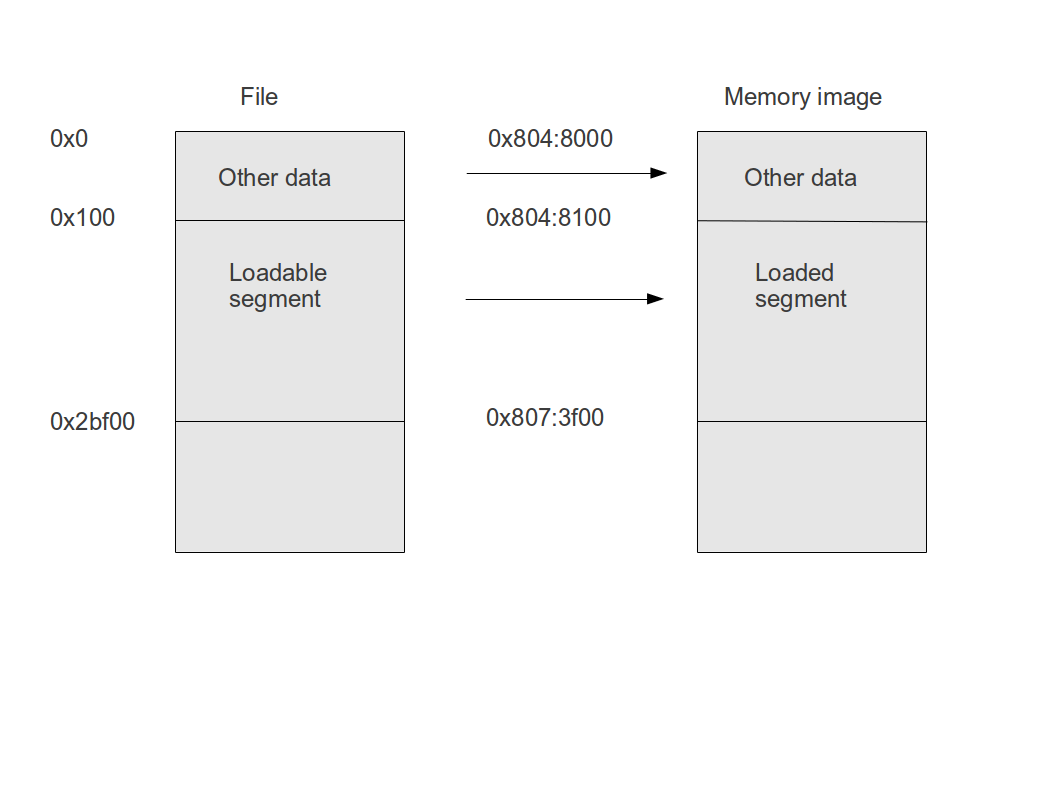 File
Memory image
0x0
0x804:8000
Other data
Other data
0x100
0x804:8100
Loadable
segment
Loaded
segment
0x2bf00
0x807:3f00